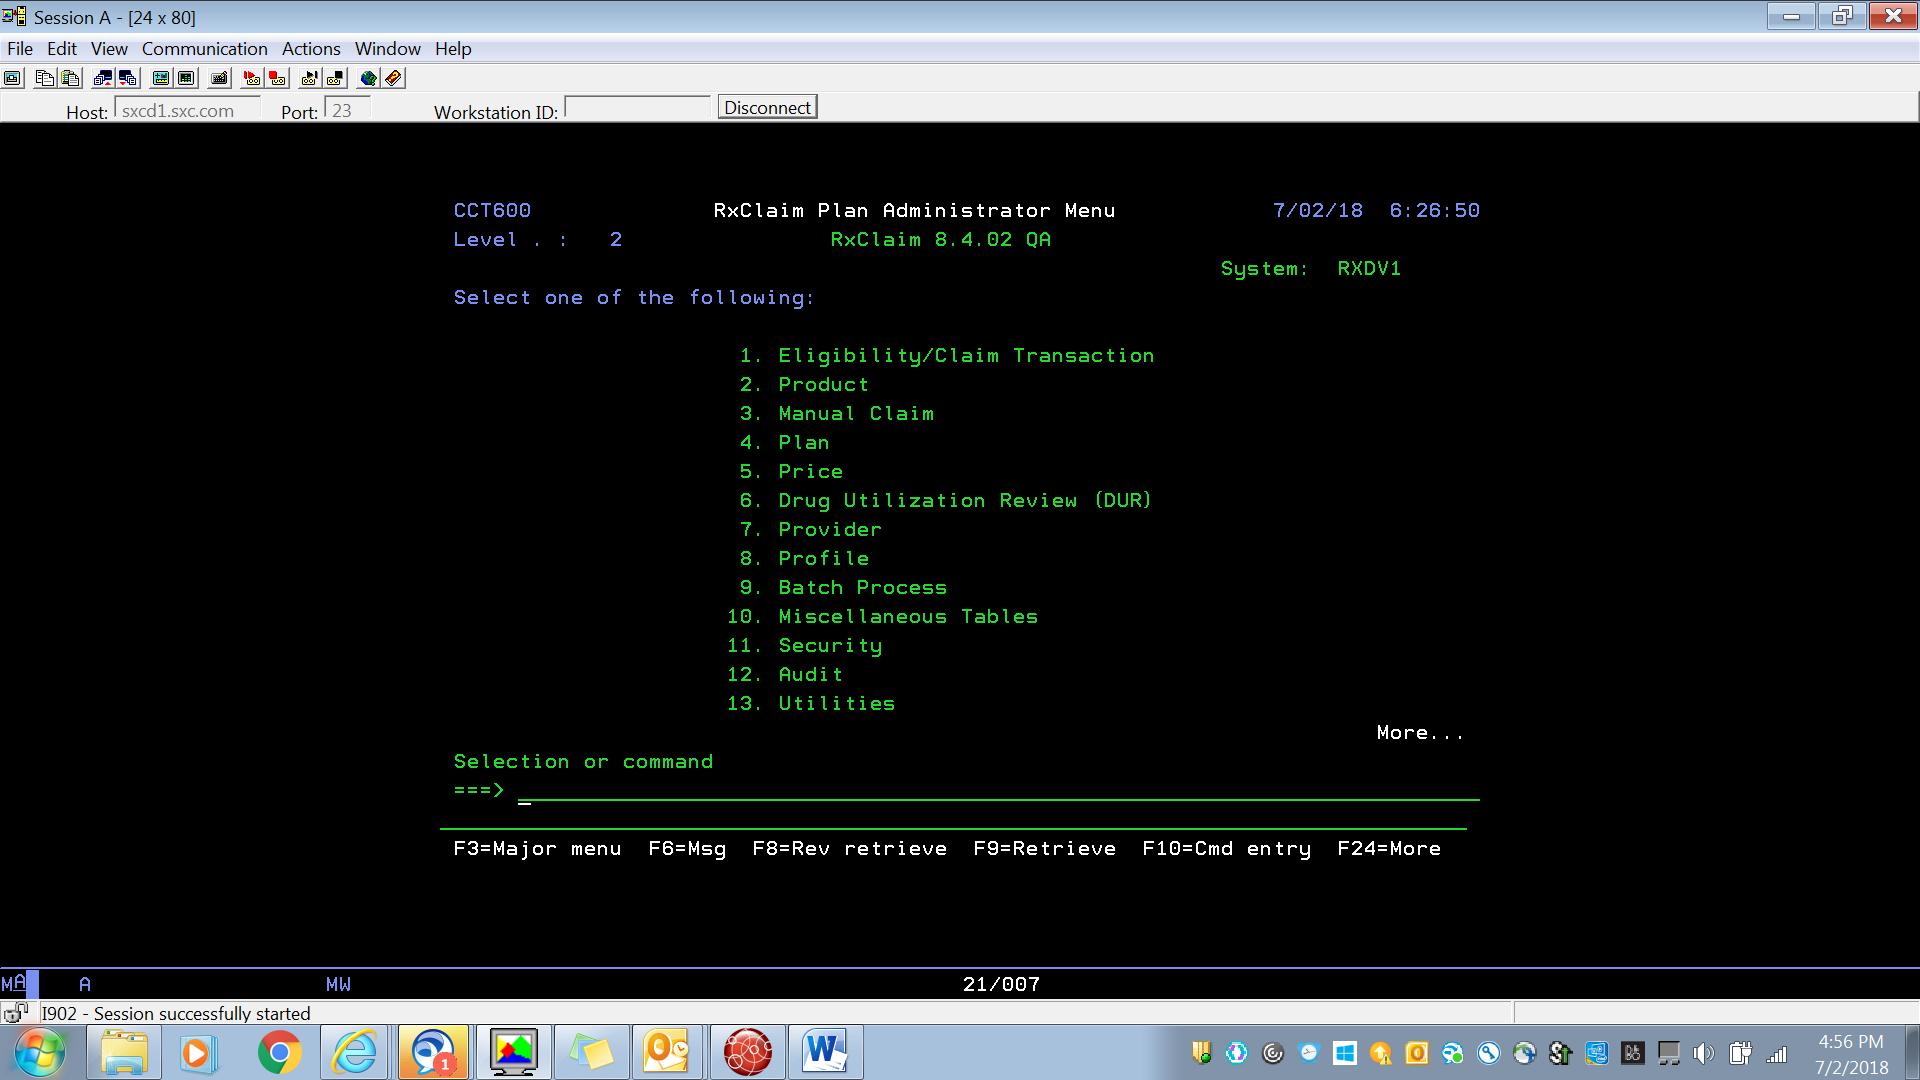 Session A - [24 x 80]
File Edit View Communication Actions Window Help
Host: sxcd1.sxc.com Port: 23 Workstation ID: Disconnect
CCT600 RxClaim Plan Administrator Menu 7/02/18 6:26:50
Level . : 2 RxClaim 8.4.02 QA
System: RXDV1
Select one of the following:
1. Eligibility/Claim Transaction
2. Product
3. Manual Claim
4. Plan
5. Price
6. Drug Utilization Review (DUR)
7. Provider
8. Profile
9. Batch Process
10. Miscellaneous Tables
11. Security
12. Audit
13. Utilities
More...
Selection or command
===>
F3=Major menu F6=Msg F8=Rev retrieve F9=Retrieve F10=Cmd entry F24=More
MA A MW 21/007
I902 - Session successfully started
1
4:56 PM
7/2/2018